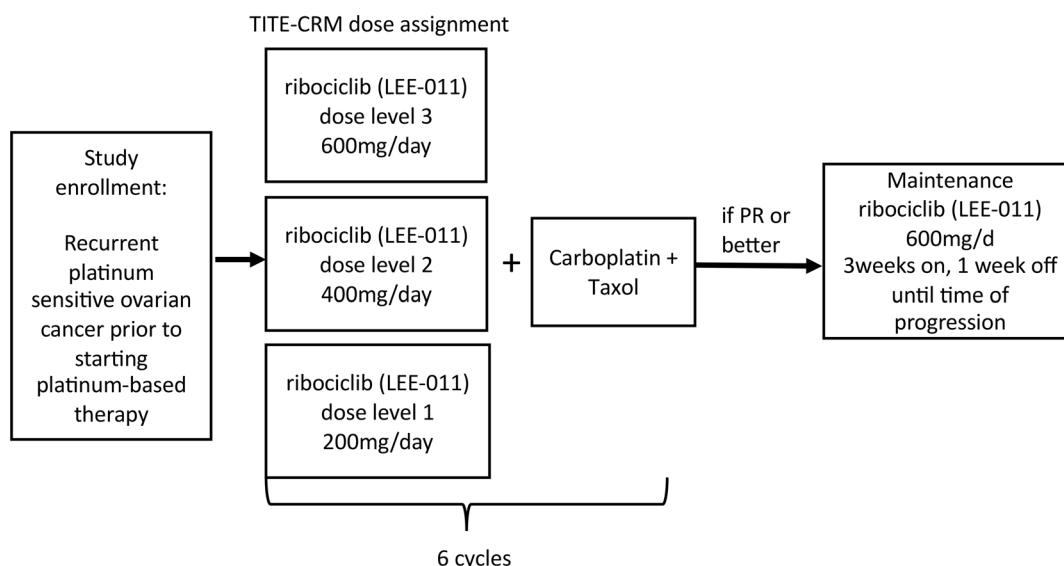 TITE-CRM dose assignment
Study
enrollment:
Recurrent
platinum
sensitive ovarian
cancer prior to
starting
platinum-based
therapy
ribociclib (LEE-011)
dose level 3
600mg/day
ribociclib (LEE-011)
dose level 2
400mg/day
ribociclib (LEE-011)
dose level 1
200mg/day
+
Carboplatin +
Taxol
if PR or
better
Maintenance
ribociclib (LEE-011)
600mg/d
3weeks on, 1 week off
until time of
progression
6 cycles